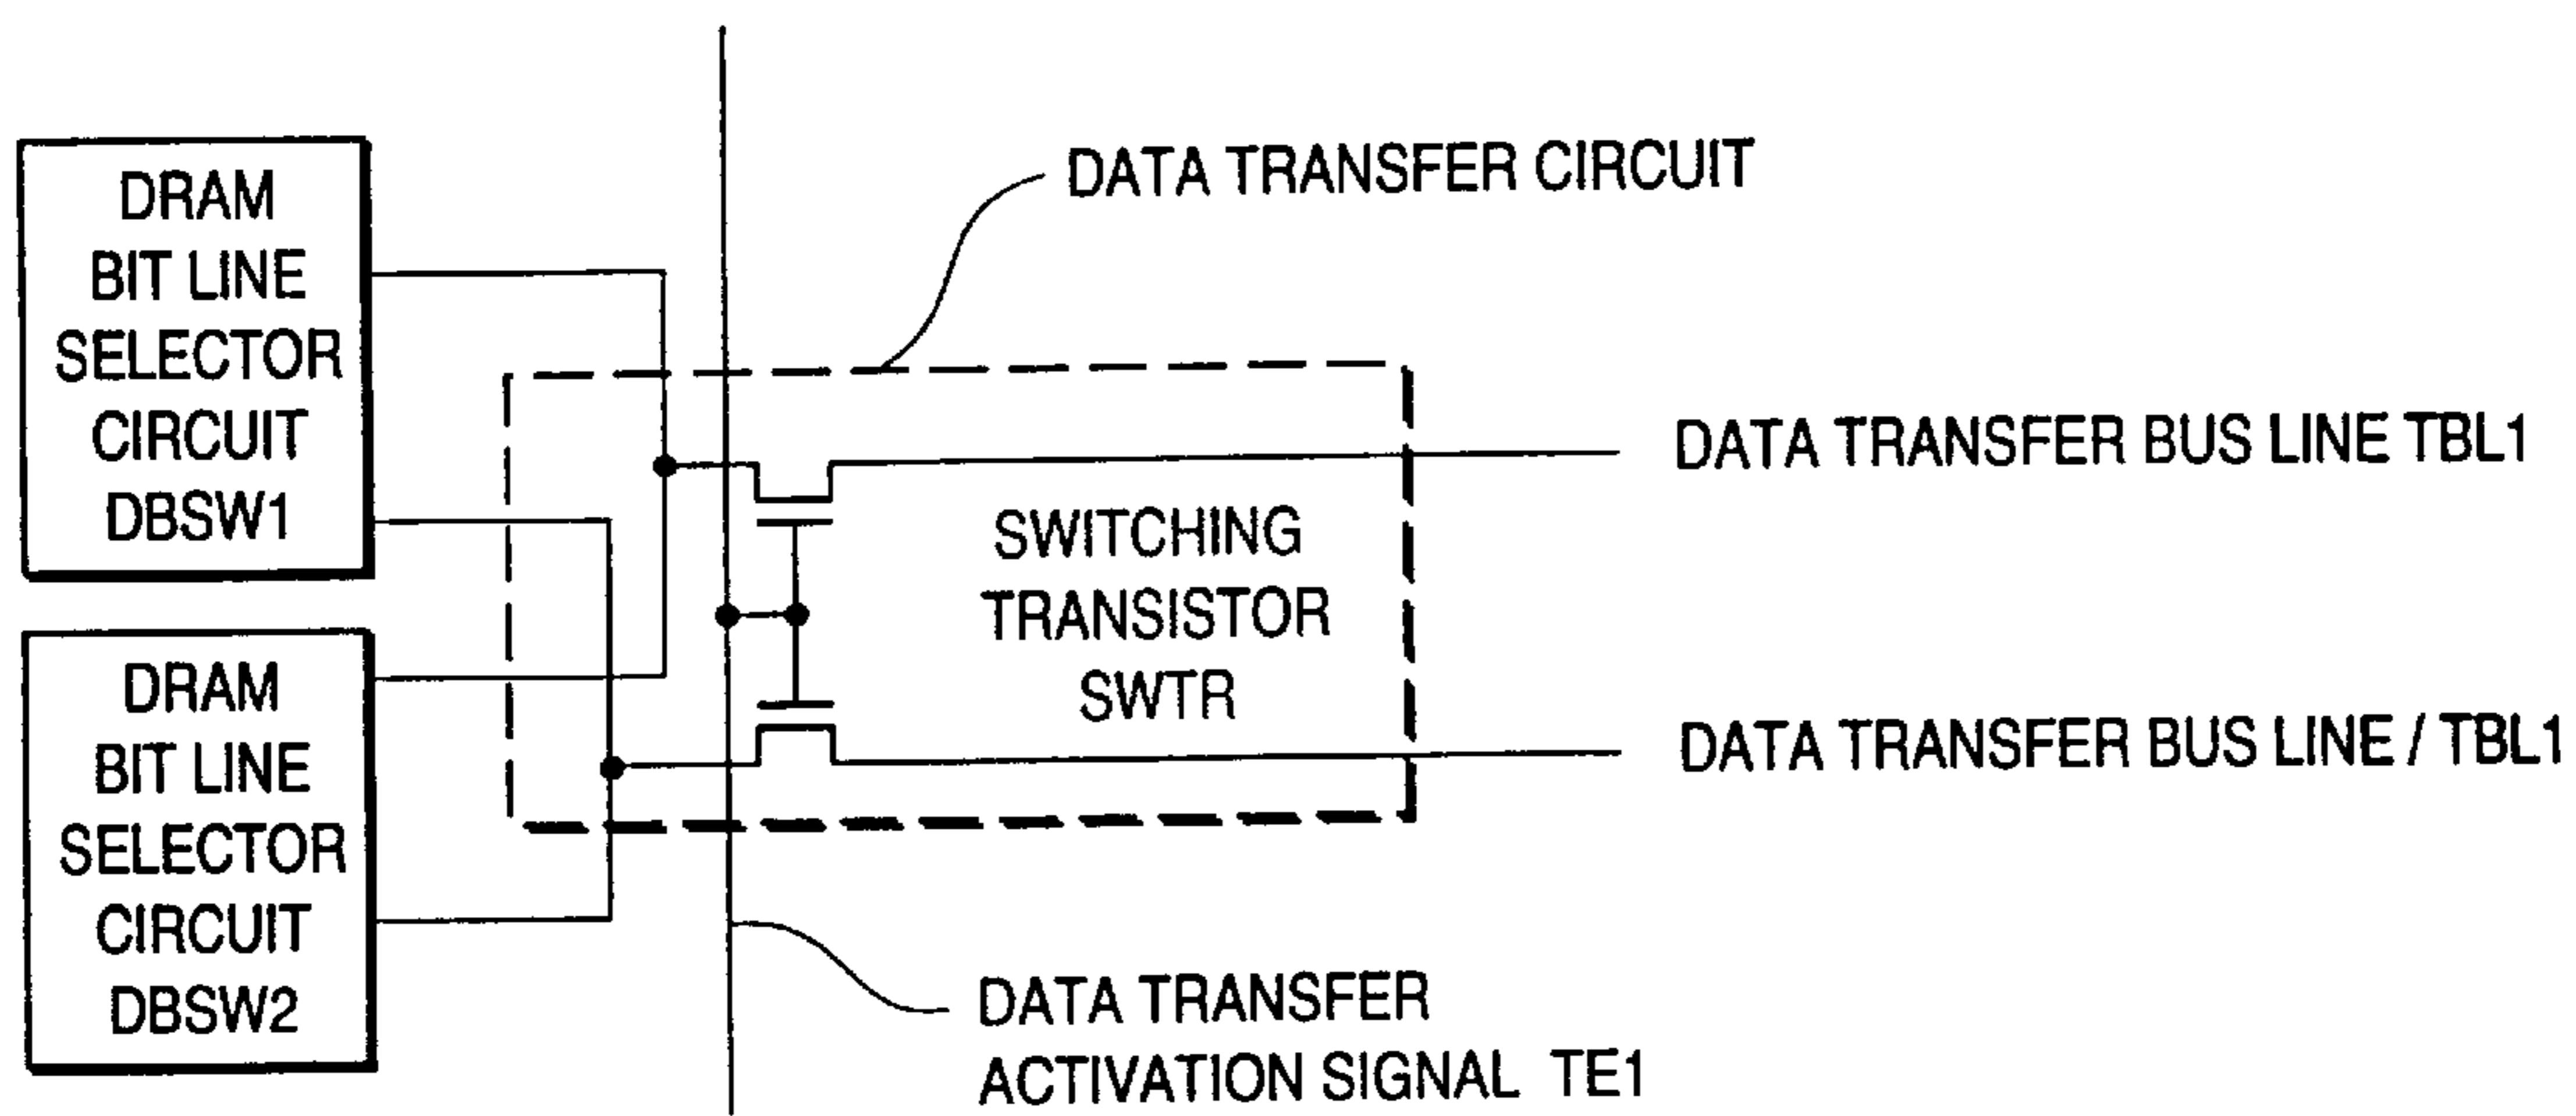 DRAM
BIT LINE
SELECTOR
CIRCUIT
DBSW1
DATA TRANSFER CIRCUIT
DATA TRANSFER BUS LINE TBL1
SWITCHING
TRANSISTOR
SWTR
DRAM
BIT LINE
SELECTOR
CIRCUIT
DBSW2
DATA TRANSFER BUS LINE / TBL1
DATA TRANSFER
ACTIVATION SIGNAL TE1